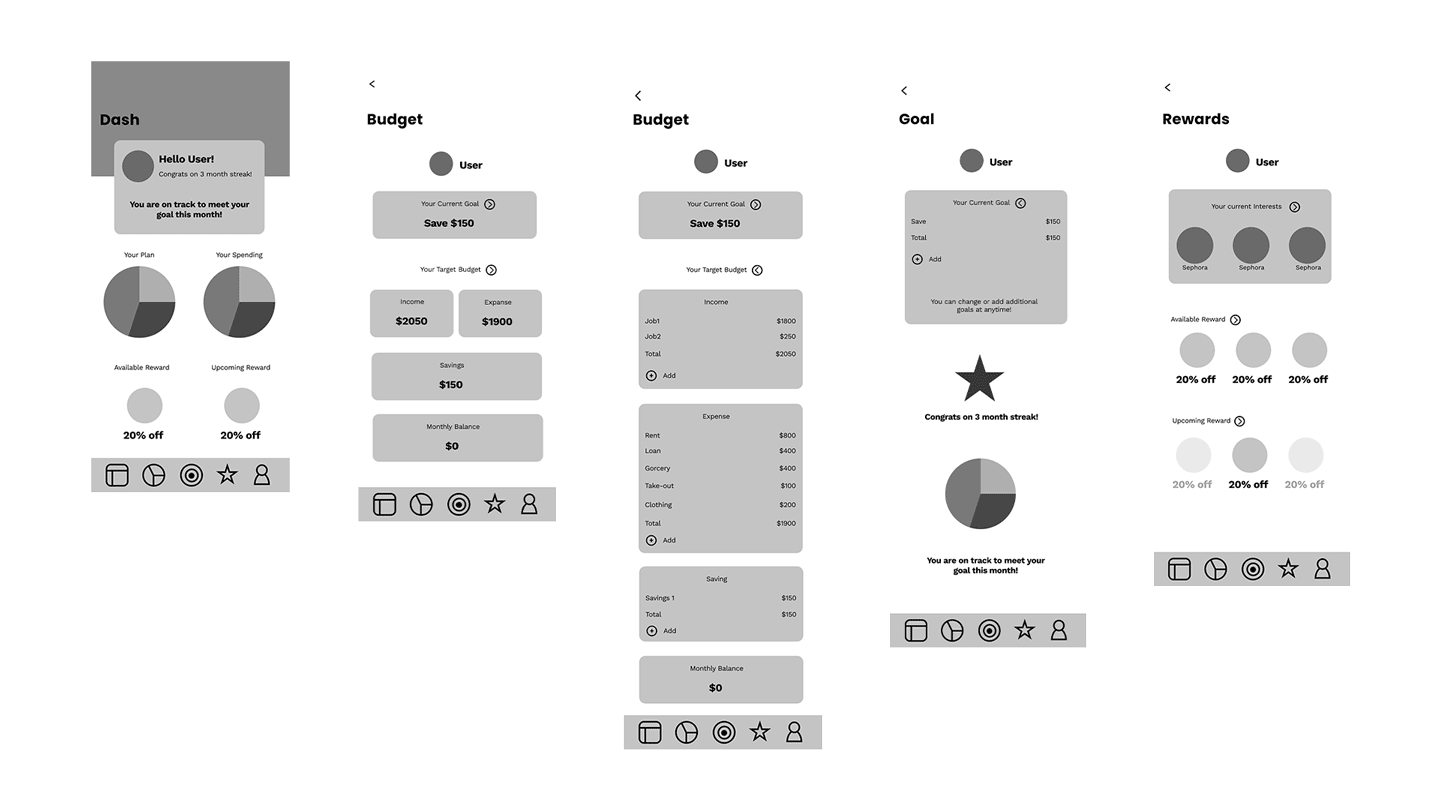 Dash
Hello User!
Congrats on 3 month streak!
You are on track to meet your
goal this month!
Your Plan
Your Spending
Available Reward
Upcoming Reward
20% off
20% off
Budget
User
Your Current Goal
Save $150
Your Target Budget
Income
$2050
Expanse
$1900
Savings
$150
Monthly Balance
$0
Budget
User
Your Current Goal
Save $150
Your Target Budget
Income
Job1 $1800
Job2 $250
Total $2050
Add
Expense
Rent $800
Loan $400
Gorcery $400
Take-out $100
Clothing $200
Total $1900
Add
Saving
Savings 1 $150
Total $150
Add
Monthly Balance
$0
Goal
User
Your Current Goal
Save $150
Total $150
Add
You can change or add additional
goals at anytime!
Congrats on 3 month streak!
You are on track to meet your
goal this month!
Rewards
User
Your current Interests
Sephora Sephora Sephora
Available Reward
20% off 20% off 20% off
Upcoming Reward
20% off 20% off 20% off